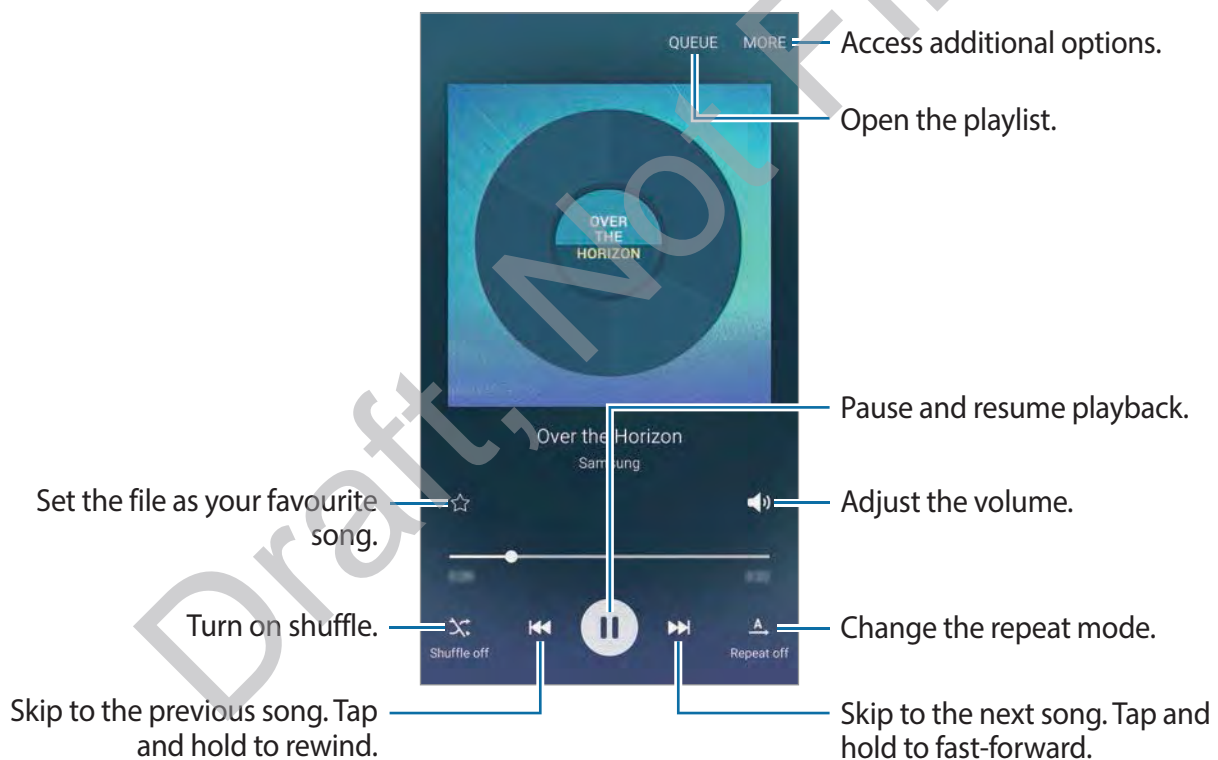 QUEUE MORE
Access additional options.
Open the playlist.
OVER
THE
HORIZON
Pause and resume playback.
Over the Horizon
Samsung
Set the file as your favourite
song.
Adjust the volume.
Turn on shuffle.
Shuffle off
Change the repeat mode.
Repeat off
Skip to the previous song. Tap
and hold to rewind.
Skip to the next song. Tap and
hold to fast-forward.
Draft, Not